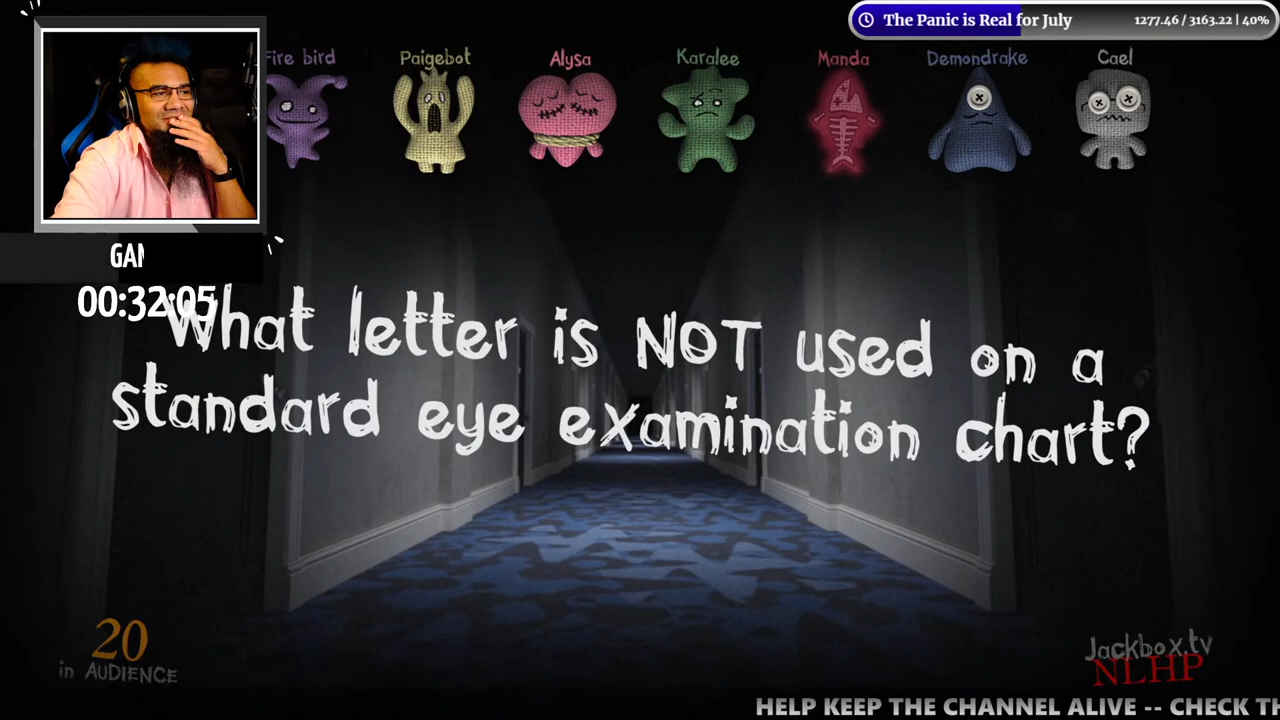 The Panic is Real for July
1277.46 / 3163.22 | 40%
Fire bird
Paigebot
Alysa
Karalee
Manda
Demondrake
Cael
GAM
00:32:05
What letter is NOT used on a
standard eye examination chart?
20
in AUDIENCE
Jackbox.tv
NLHP
HELP KEEP THE CHANNEL ALIVE -- CHECK TH